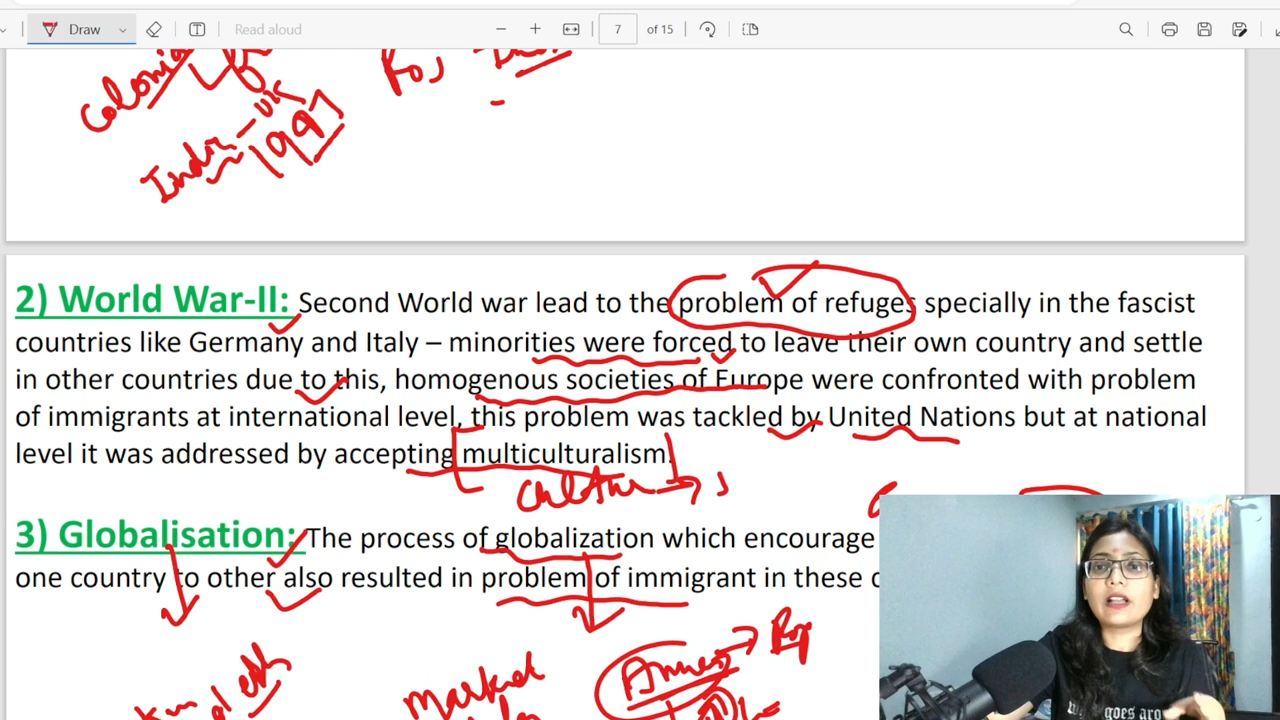 Draw
Read aloud
7 of 15
Colonia
India - UK
1997
2) World War-II: Second World war lead to the problem of refuges specially in the fascist
countries like Germany and Italy – minorities were forced to leave their own country and settle
in other countries due to this, homogenous societies of Europe were confronted with problem
of immigrants at international level, this problem was tackled by United Nations but at national
level it was addressed by accepting multiculturalism.
3) Globalisation: The process of globalization which encourage
one country to other also resulted in problem of immigrant in these
Market
goes aro